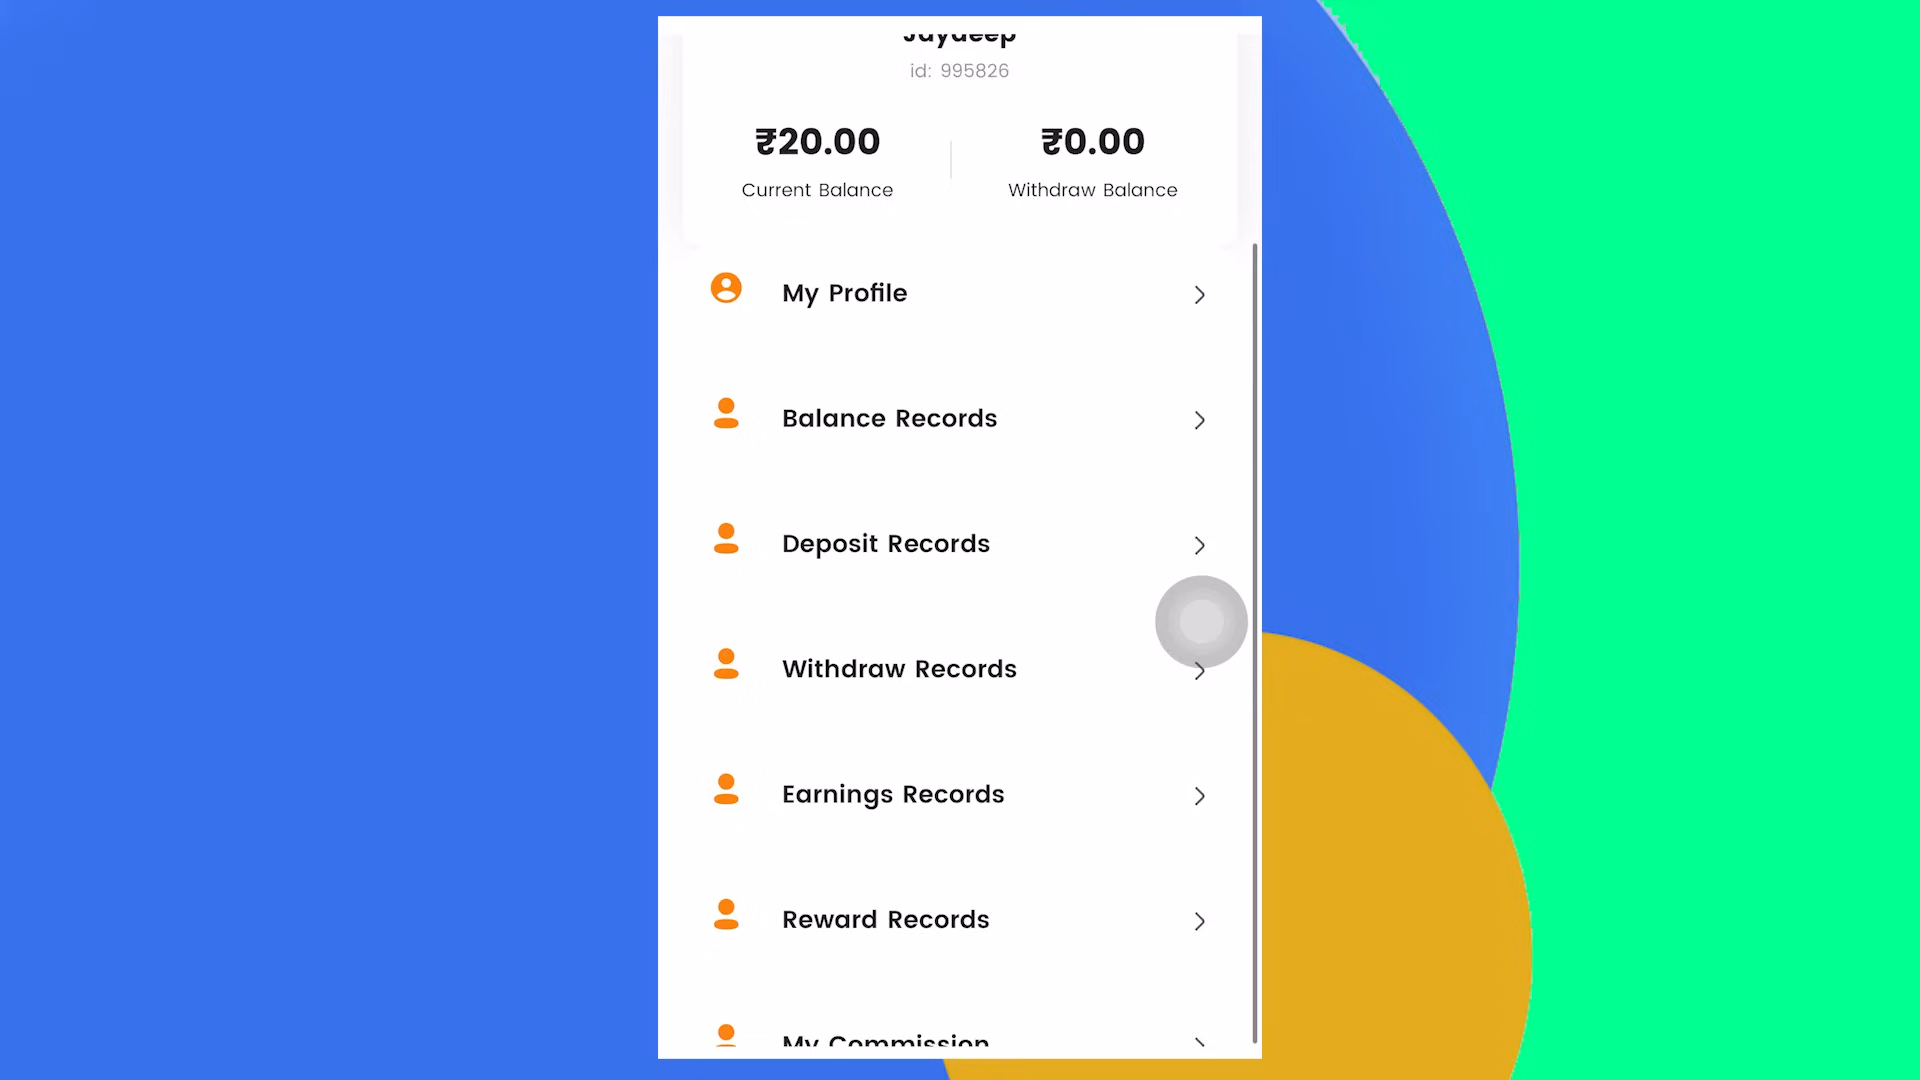 Jaydeep
id: 995826
₹20.00
₹0.00
Current Balance
Withdraw Balance
My Profile
Balance Records
Deposit Records
Withdraw Records
Earnings Records
Reward Records
My Commission